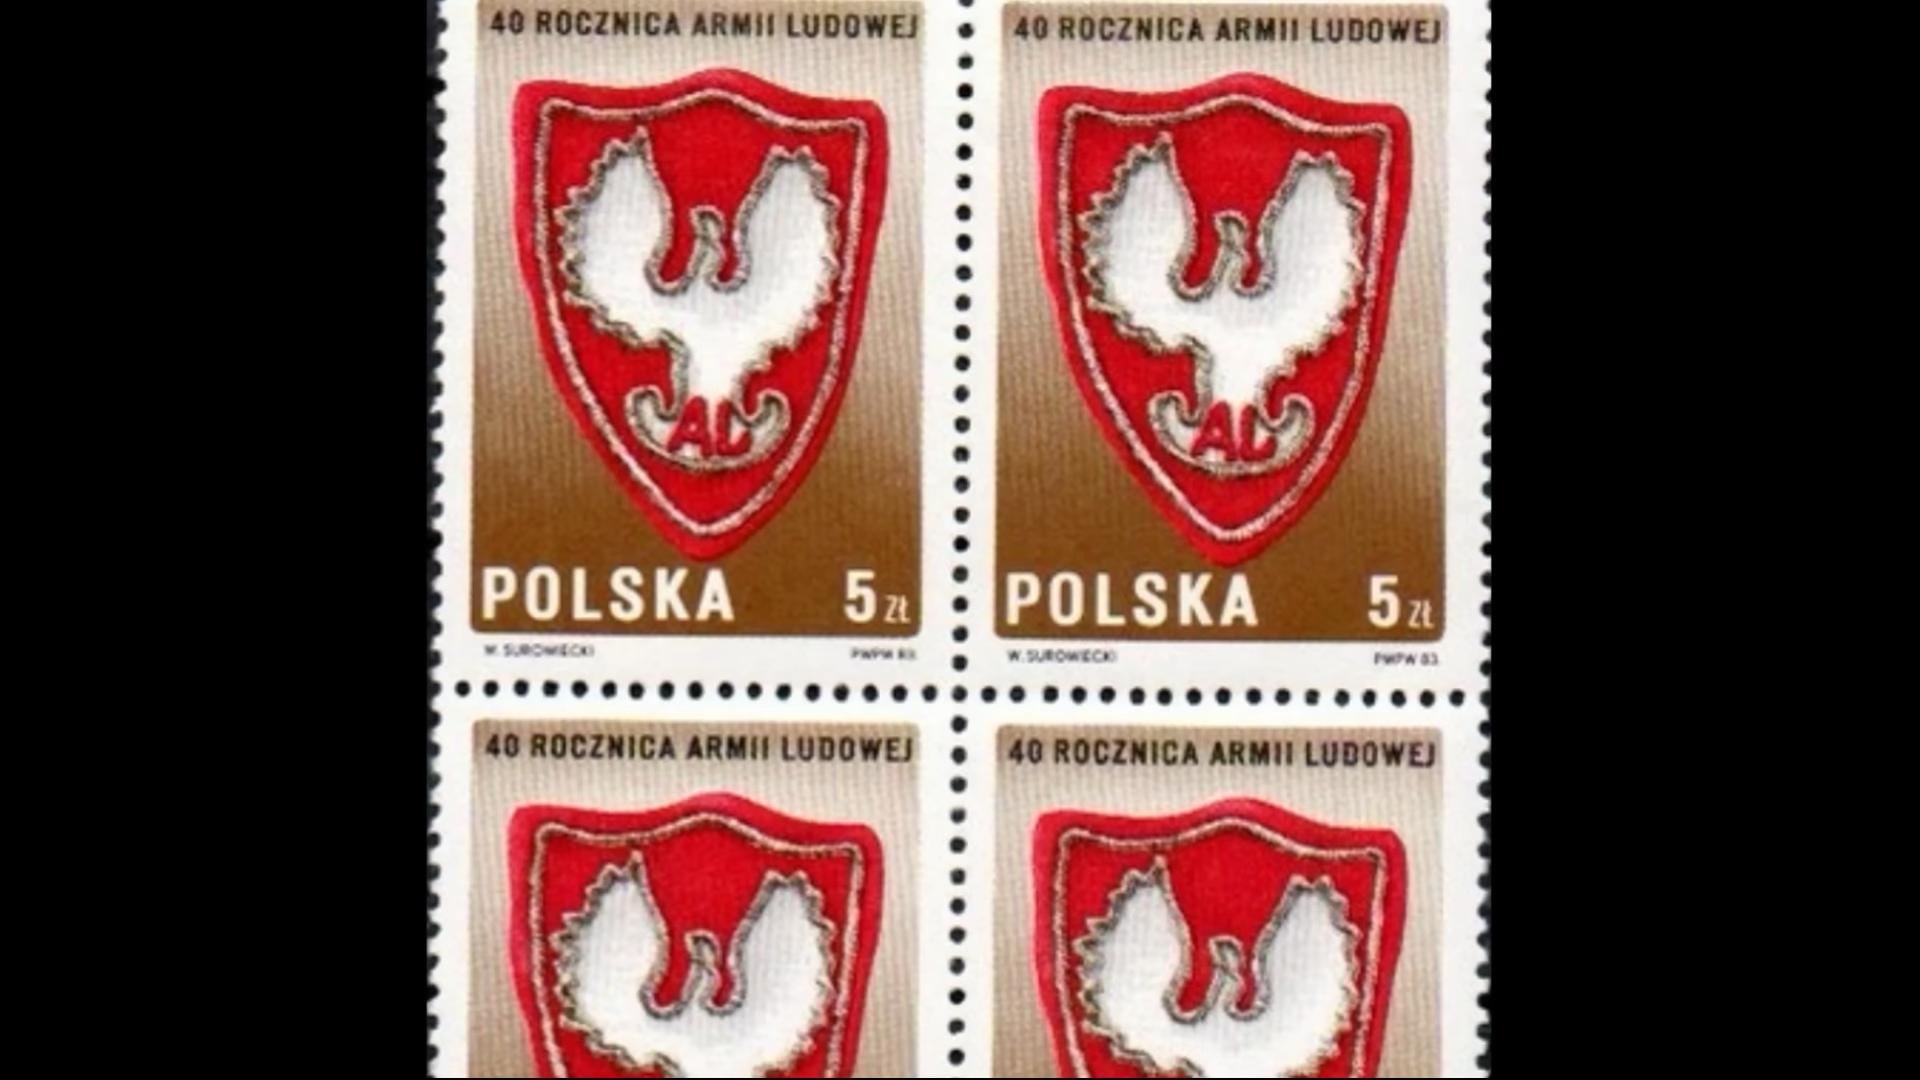 40 ROCZNICA ARMII LUDOWEJ
AL
POLSKA 5 ZŁ
W. SUROWIECKI PWPW 83.
40 ROCZNICA ARMII LUDOWEJ
AL
POLSKA 5 ZŁ
W. SUROWIECKI PWPW 83.
40 ROCZNICA ARMII LUDOWEJ
40 ROCZNICA ARMII LUDOWEJ